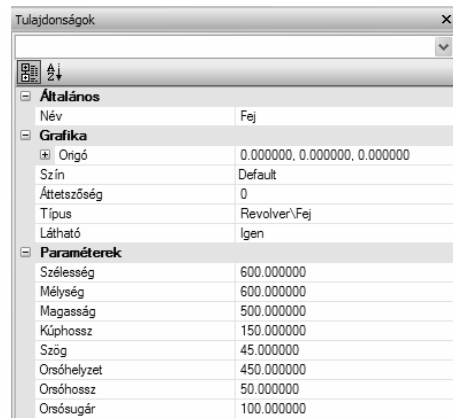 Tulajdonságok
Általános
Név Fej
Grafika
Origó 0.000000, 0.000000, 0.000000
Szín Default
Áttetszőség 0
Típus Revolver\Fej
Látható Igen
Paraméterek
Szélesség 600.000000
Mélység 600.000000
Magasság 500.000000
Kúphossz 150.000000
Szög 45.000000
Orsóhelyzet 450.000000
Orsóhossz 50.000000
Orsósugár 100.000000